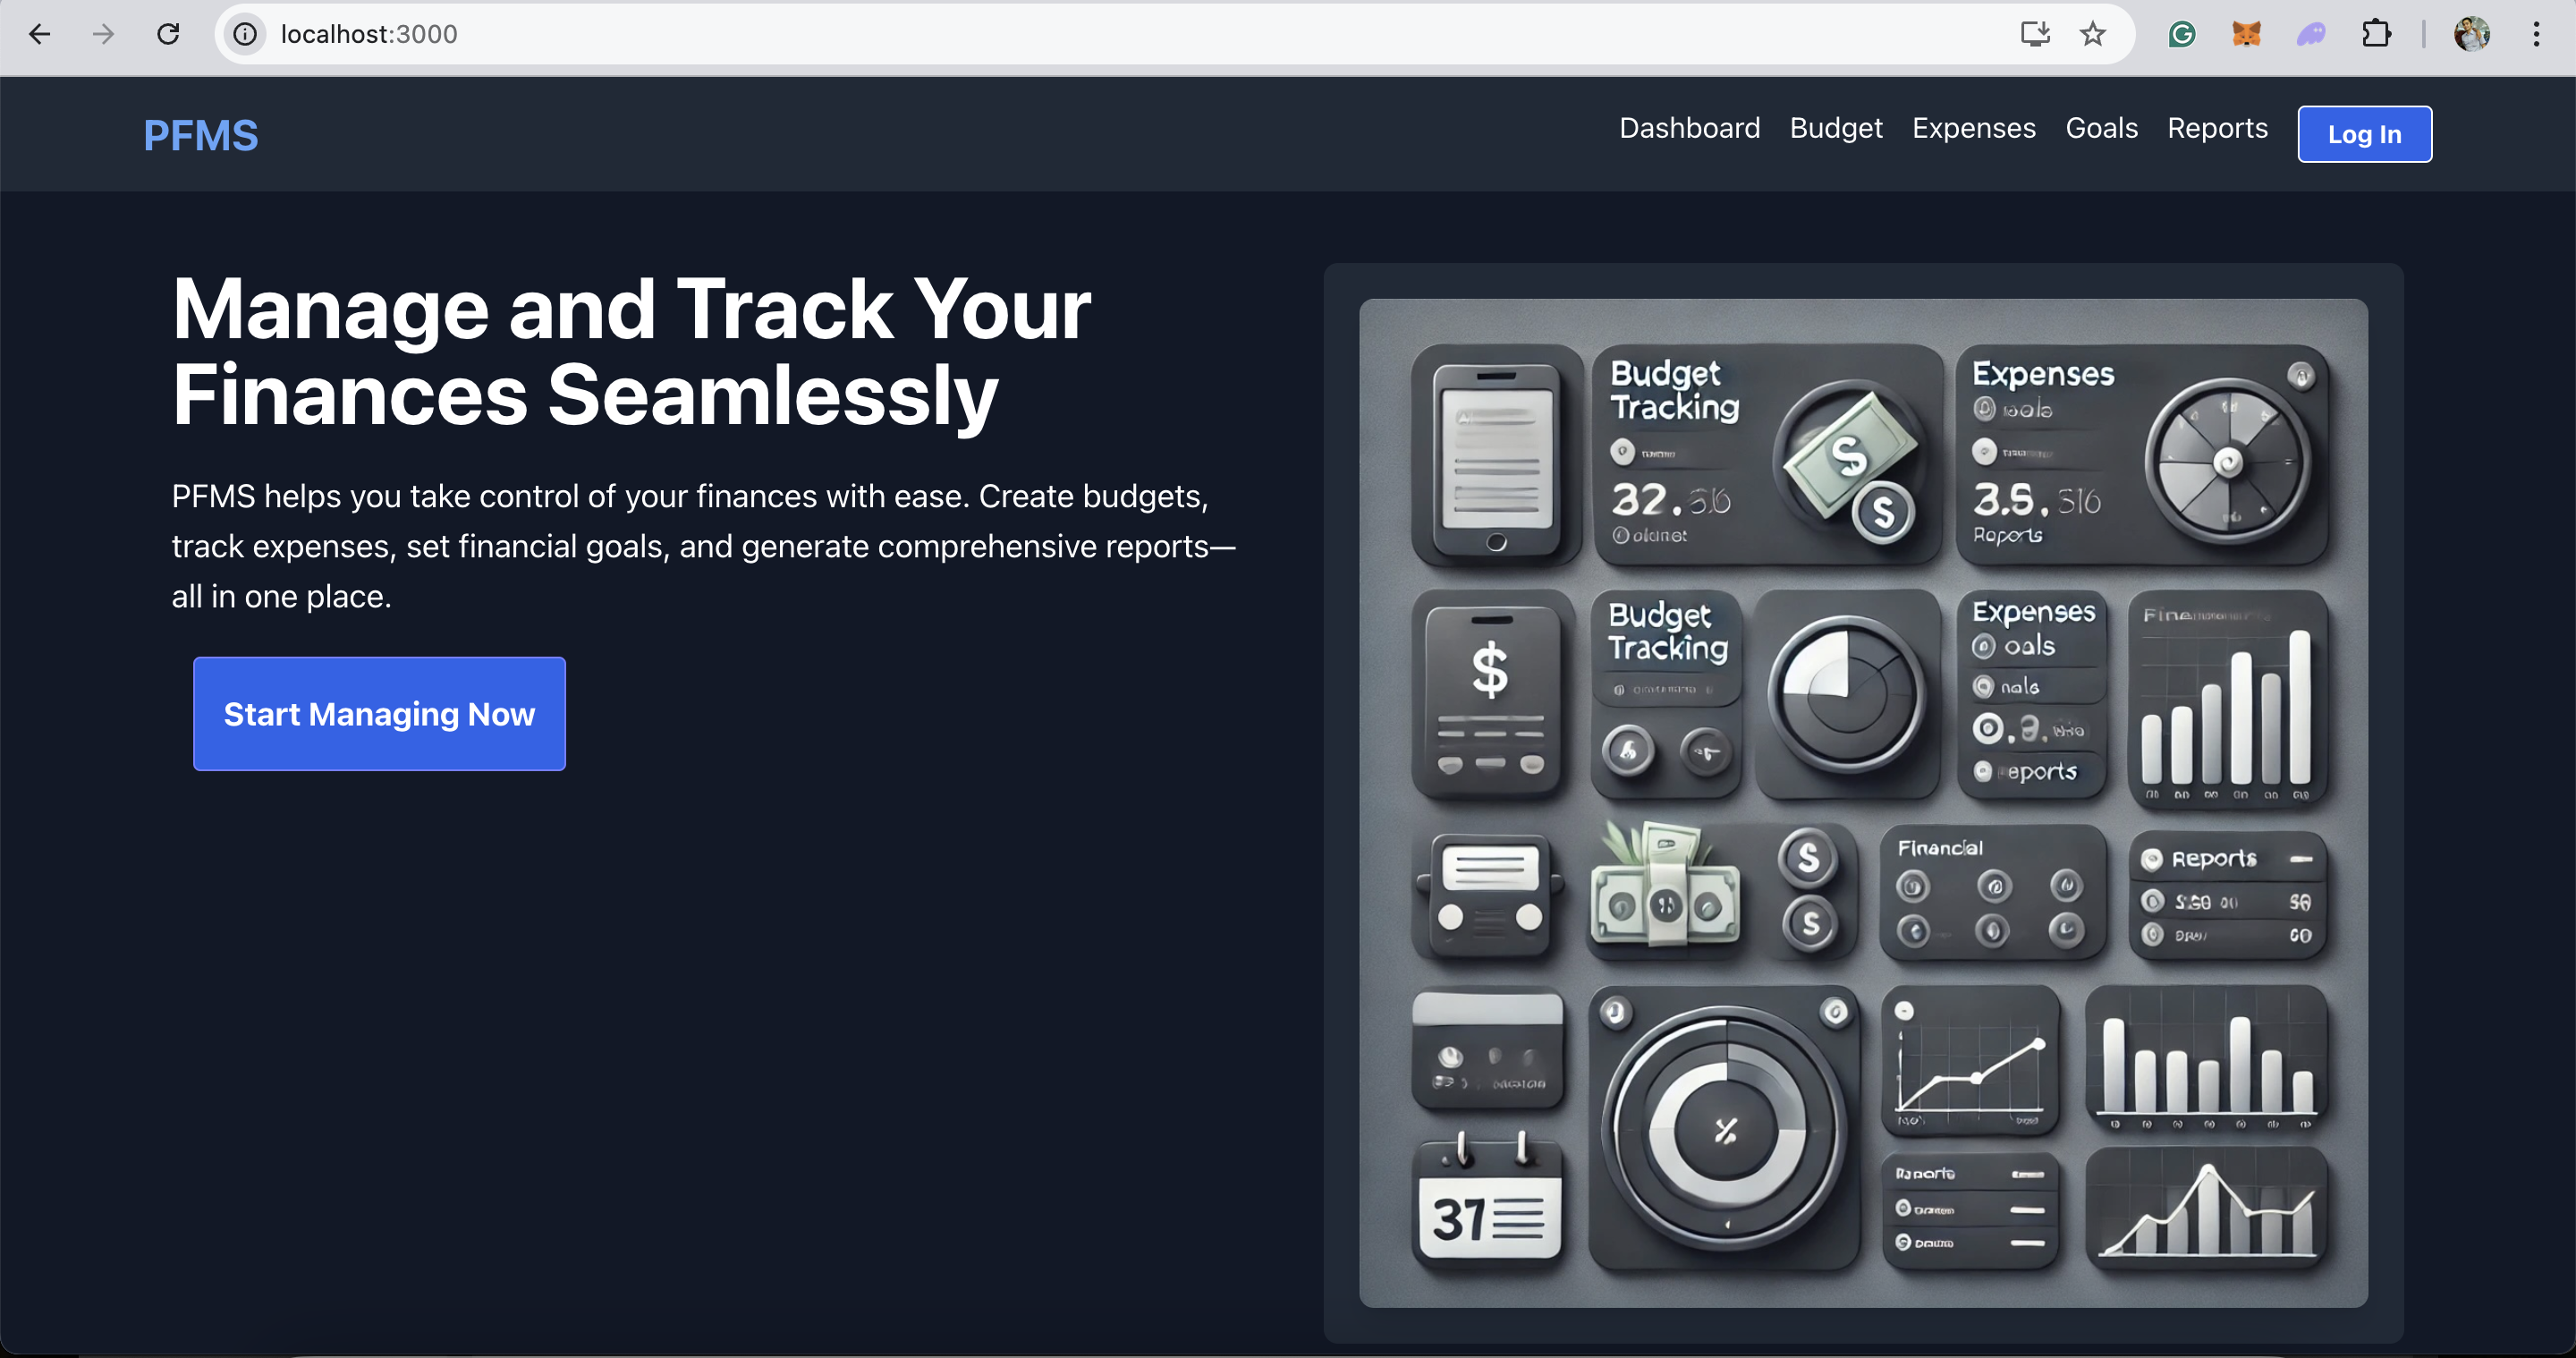 localhost:3000
PFMS
Dashboard Budget Expenses Goals Reports Log In
Manage and Track Your
Finances Seamlessly
PFMS helps you take control of your finances with ease. Create budgets,
track expenses, set financial goals, and generate comprehensive reports—
all in one place.
Start Managing Now
Budget
Tracking
32.
Expenses
3.5.
Reports
$
$
$
Budget
Tracking
Expenses
oals
nals
eports
S
S
Financial
Reports
37